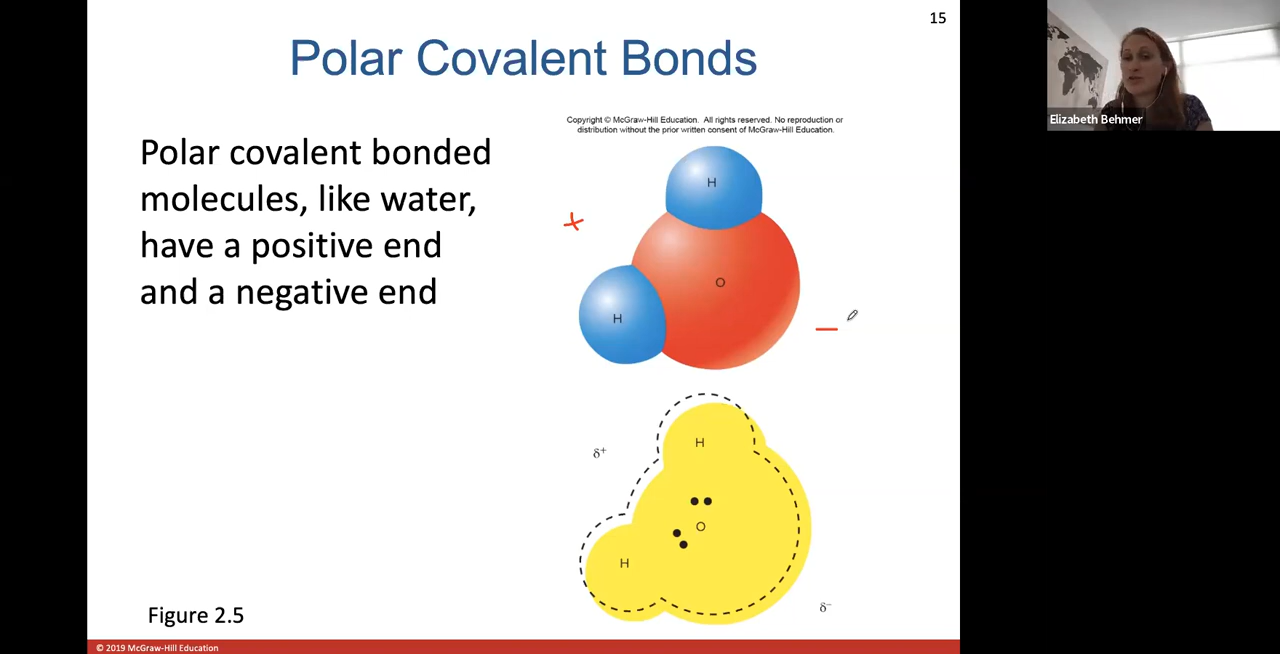 15
Polar Covalent Bonds
Copyright © McGraw-Hill Education. All rights reserved. No reproduction or
distribution without the prior written consent of McGraw-Hill Education.
Polar covalent bonded
molecules, like water,
have a positive end
and a negative end
H
+
O
H
−
H
δ+
O
H
δ−
Figure 2.5
© 2019 McGraw-Hill Education
Elizabeth Behmer